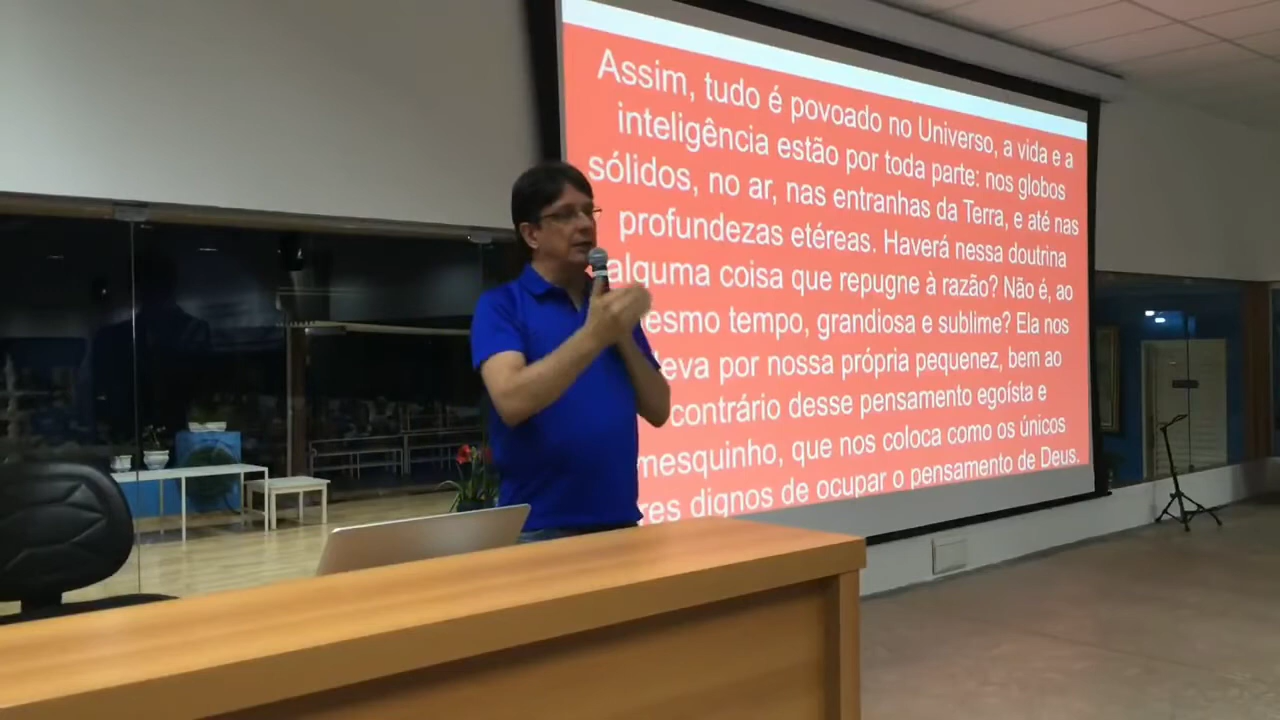 Assim, tudo é povoado no Universo, a vida e a
inteligência estão por toda parte: nos globos
sólidos, no ar, nas entranhas da Terra, e até nas
profundezas etéreas. Haverá nessa doutrina
alguma coisa que repugne à razão? Não é, ao
tempo, grandiosa e sublime? Ela nos
por nossa própria pequenez, bem ao
contrário desse pensamento egoísta e
mesquinho, que nos coloca como os únicos
dignos de ocupar o pensamento de Deus.